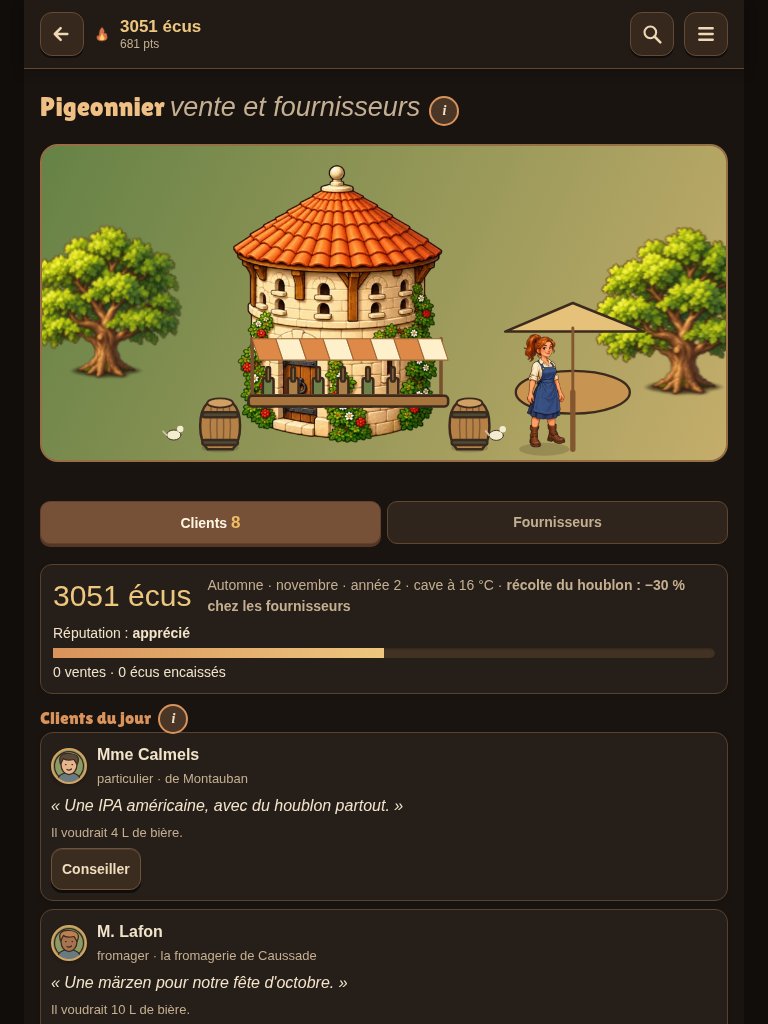 3051 écus
681 pts
Pigeonnier vente et fournisseurs i
Clients 8
Fournisseurs
3051 écus
Automne · novembre · année 2 · cave à 16 °C · récolte du houblon : −30 %
chez les fournisseurs
Réputation : apprécié
0 ventes · 0 écus encaissés
Clients du jour i
Mme Calmels
particulier · de Montauban
« Une IPA américaine, avec du houblon partout. »
Il voudrait 4 L de bière.
Conseiller
M. Lafon
fromager · la fromagerie de Caussade
« Une märzen pour notre fête d'octobre. »
Il voudrait 10 L de bière.